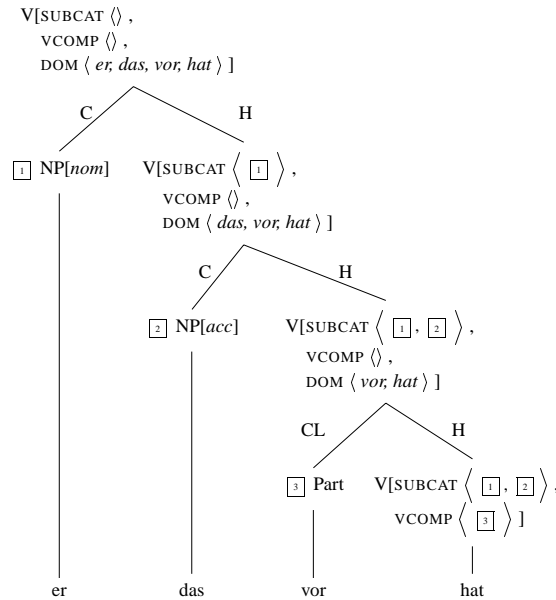 V[SUBCAT ⟨⟩ ,
VCOMP ⟨⟩ ,
DOM ⟨ er, das, vor, hat ⟩ ]
C H
1 NP[nom] V[SUBCAT ⟨ 1 ⟩ ,
VCOMP ⟨⟩ ,
DOM ⟨ das, vor, hat ⟩ ]
C H
2 NP[acc] V[SUBCAT ⟨ 1 , 2 ⟩ ,
VCOMP ⟨⟩ ,
DOM ⟨ vor, hat ⟩ ]
CL H
3 Part V[SUBCAT ⟨ 1 , 2 ⟩ ,
VCOMP ⟨ 3 ⟩ ]
er das vor hat